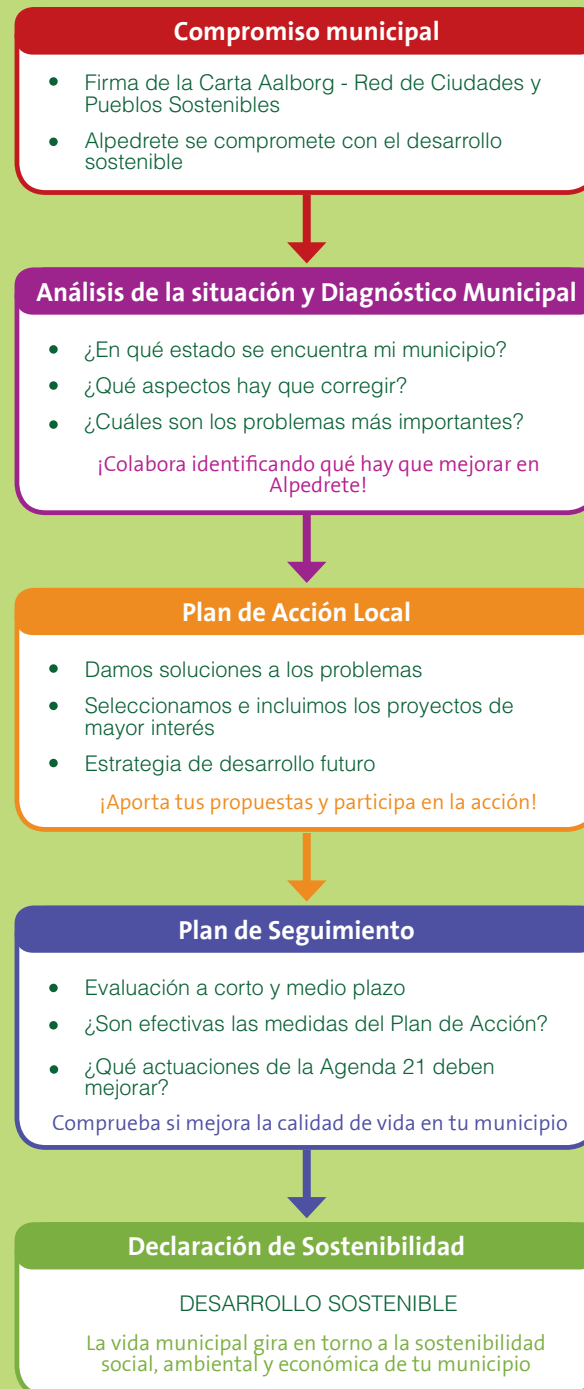 Compromiso municipal
• Firma de la Carta Aalborg - Red de Ciudades y
Pueblos Sostenibles
• Alpedrete se compromete con el desarrollo
sostenible
Análisis de la situación y Diagnóstico Municipal
• ¿En qué estado se encuentra mi municipio?
• ¿Qué aspectos hay que corregir?
• ¿Cuáles son los problemas más importantes?
¡Colabora identificando qué hay que mejorar en
Alpedrete!
Plan de Acción Local
• Damos soluciones a los problemas
• Seleccionamos e incluimos los proyectos de
mayor interés
• Estrategia de desarrollo futuro
¡Aporta tus propuestas y participa en la acción!
Plan de Seguimiento
• Evaluación a corto y medio plazo
• ¿Son efectivas las medidas del Plan de Acción?
• ¿Qué actuaciones de la Agenda 21 deben
mejorar?
Comprueba si mejora la calidad de vida en tu municipio
Declaración de Sostenibilidad
DESARROLLO SOSTENIBLE
La vida municipal gira en torno a la sostenibilidad
social, ambiental y económica de tu municipio